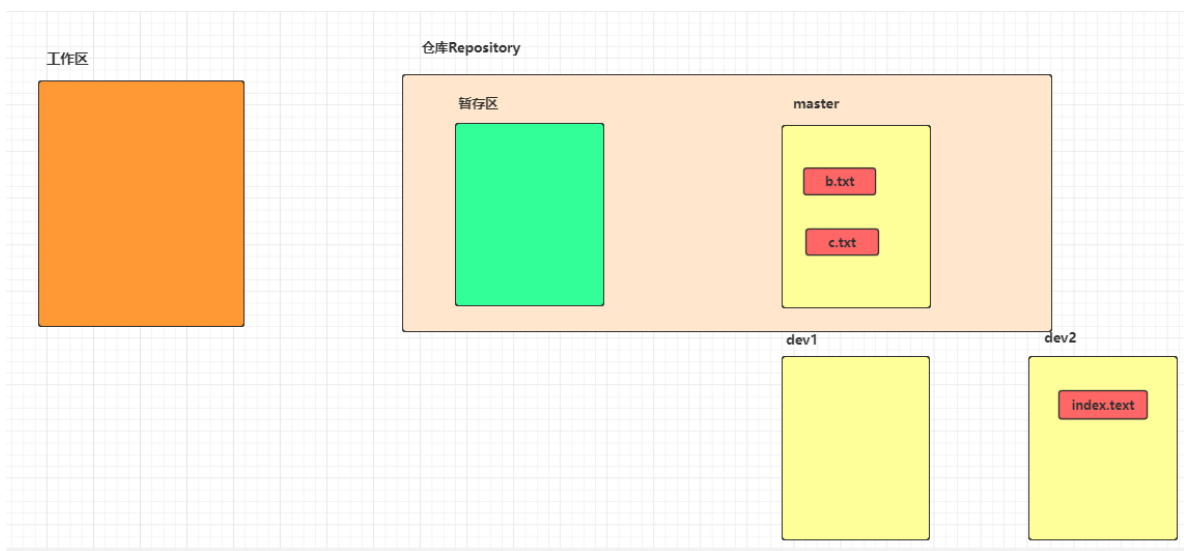 工作区
仓库Repository
暂存区
master
b.txt
c.txt
dev1
dev2
index.text